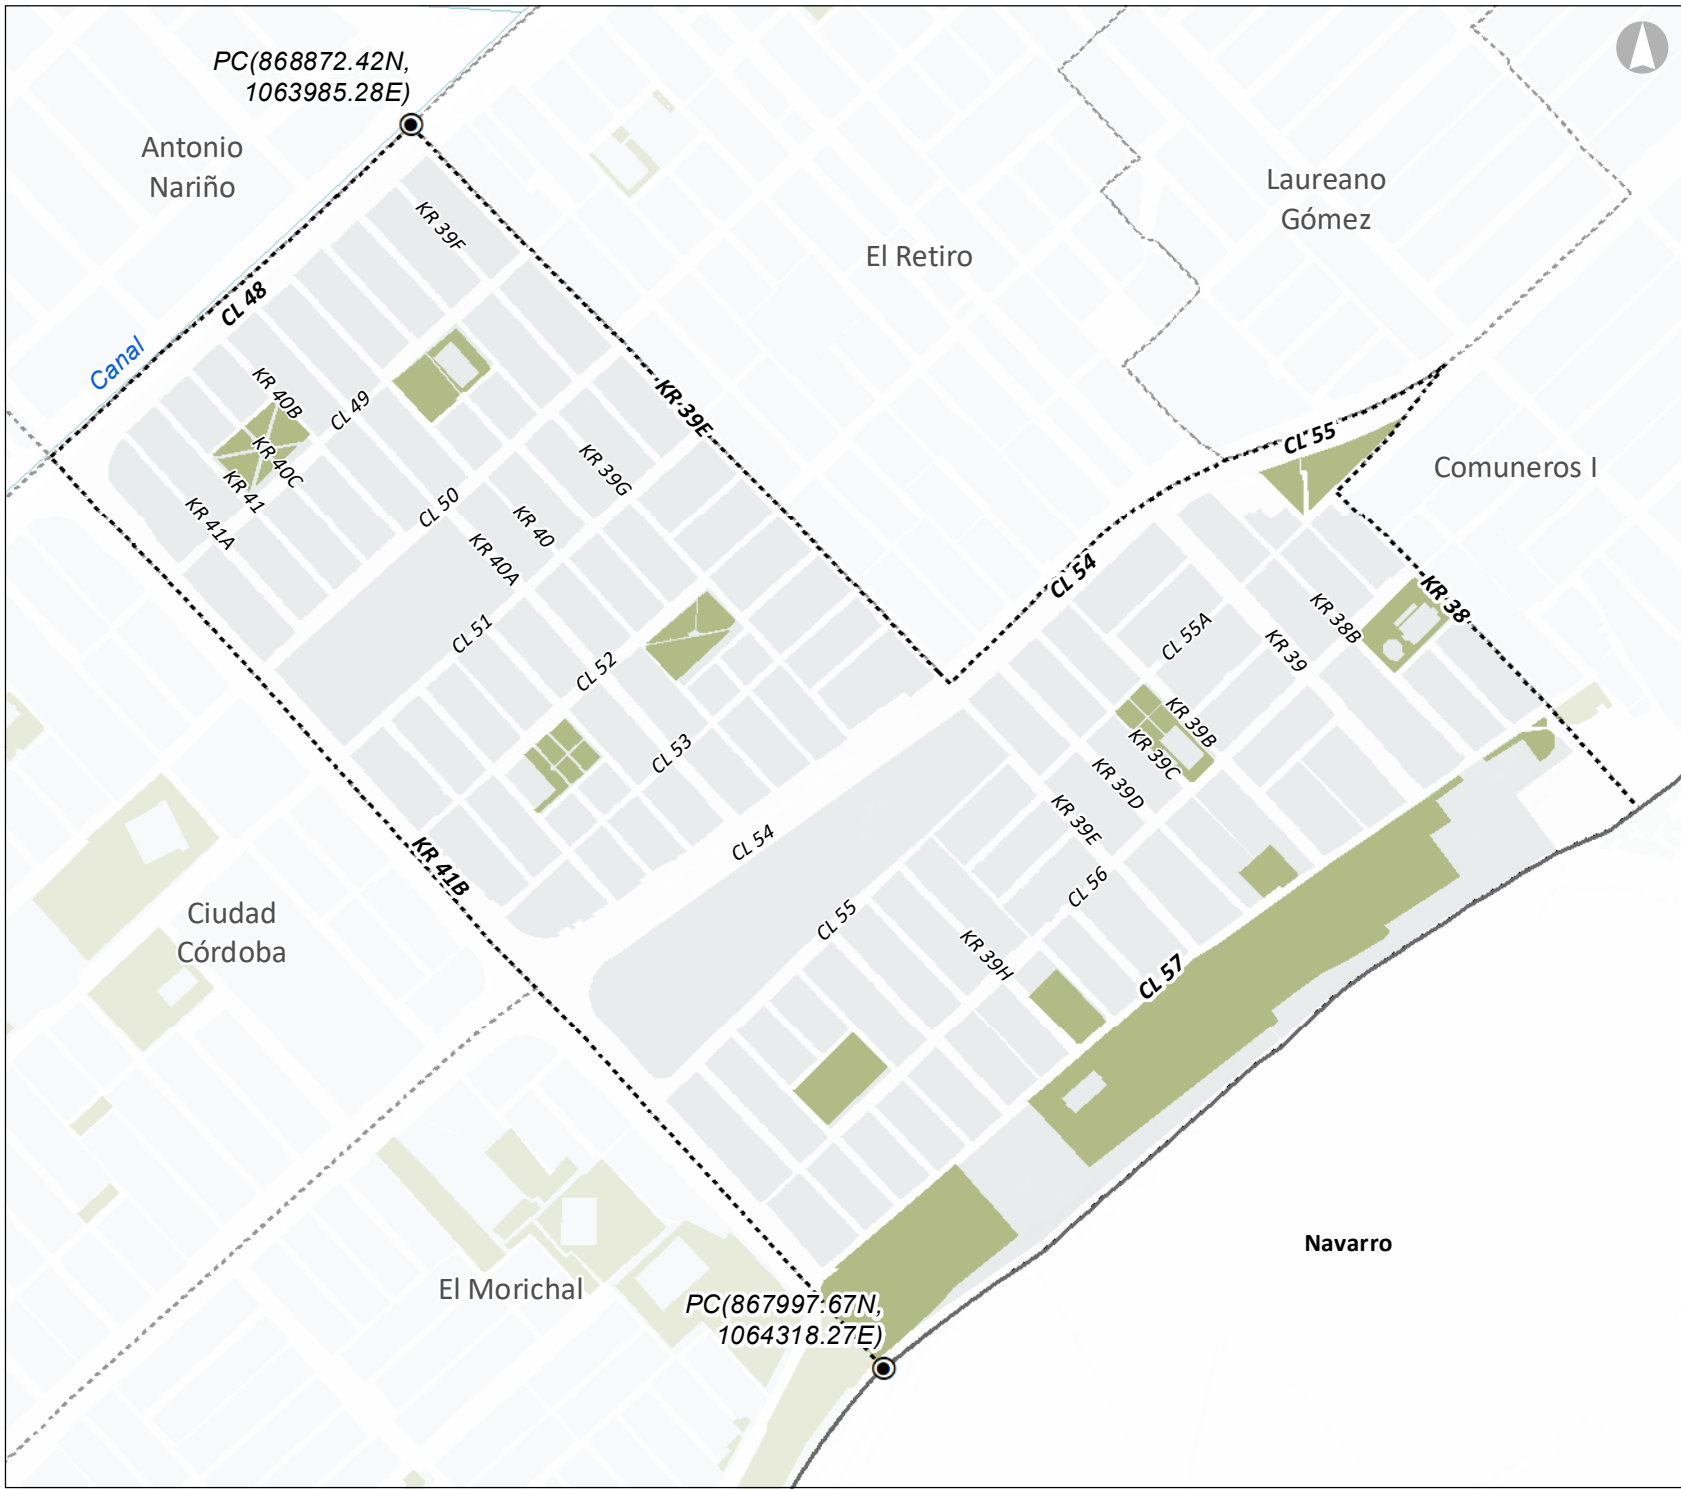 PC(868872.42N,
1063985.28E)
Antonio
Nariño
Laureano
Gómez
KR 39F
El Retiro
CL 48
Canal
KR 40B
CL 49
KR 39E
CL 55
KR 40C
KR 39G
Comuneros I
KR 41
KR 41A
CL 50
KR 40
KR 40A
CL 54
KR 38
KR 38B
CL 51
CL 55A
KR 39
CL 52
KR 39B
CL 53
KR 39C
KR 39D
KR 39E
CL 54
KR 41B
CL 56
Ciudad
Córdoba
CL 55
KR 39H
CL 57
Navarro
El Morichal
PC(867997.67N,
1064318.27E)